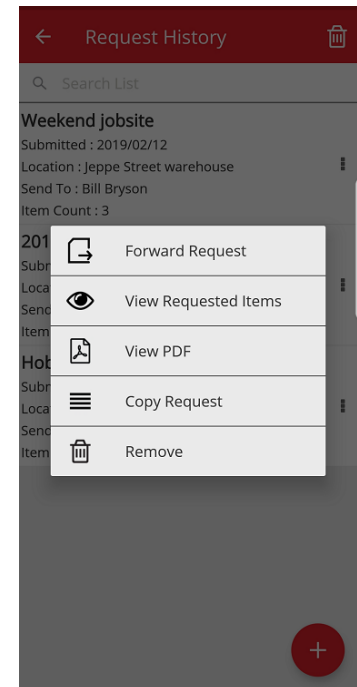 Request History
Search List
Weekend jobsite
Submitted : 2019/02/12
Location : Jeppe Street warehouse
Send To : Bill Bryson
Item Count : 3
Forward Request
View Requested Items
View PDF
Copy Request
Remove